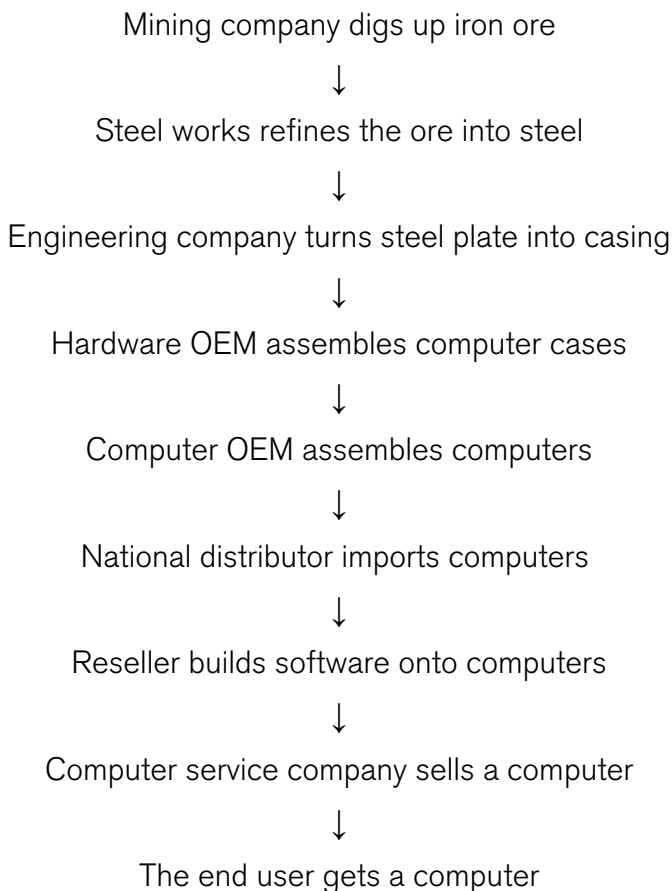 Mining company digs up iron ore
↓
Steel works refines the ore into steel
↓
Engineering company turns steel plate into casing
↓
Hardware OEM assembles computer cases
↓
Computer OEM assembles computers
↓
National distributor imports computers
↓
Reseller builds software onto computers
↓
Computer service company sells a computer
↓
The end user gets a computer